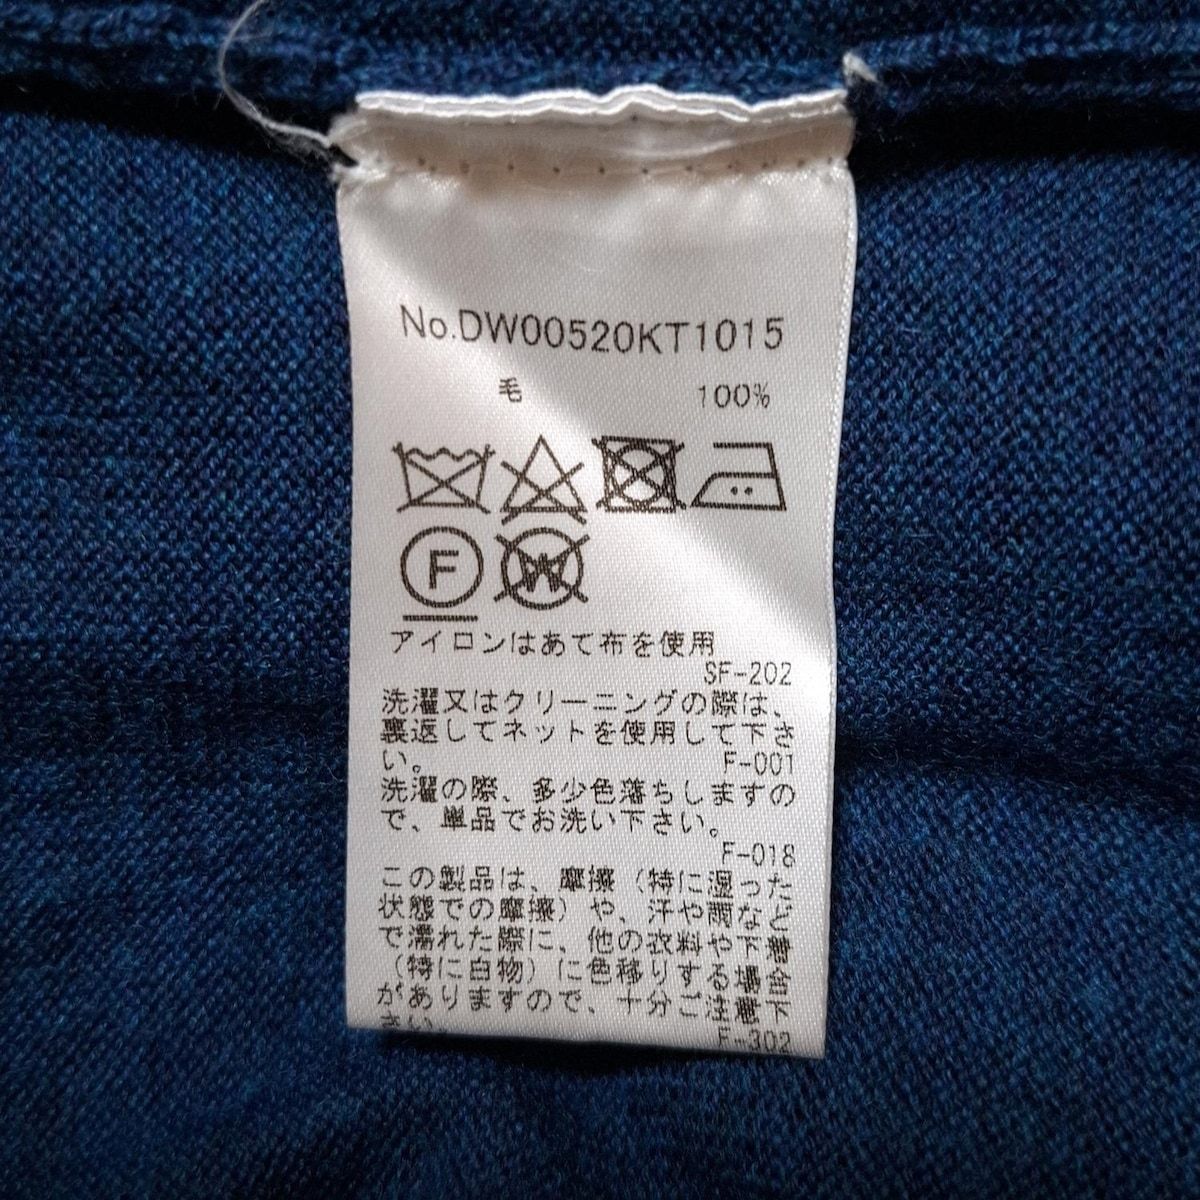 No.DW00520KT1015
毛 100%
F W
アイロンはあて布を使用
SF-202
洗濯又はクリーニングの際は、
裏返してネットを使用して下さ
い。 F-001
洗濯の際、多少色落ちしますの
で、単品でお洗い下さい。
F-018
この製品は、摩擦（特に湿った
状態での摩擦）や、汗や雨など
で濡れた際に、他の衣料や下着
（特に白物）に色移りする場合
がありますので、十分ご注意下
さい。 F-302